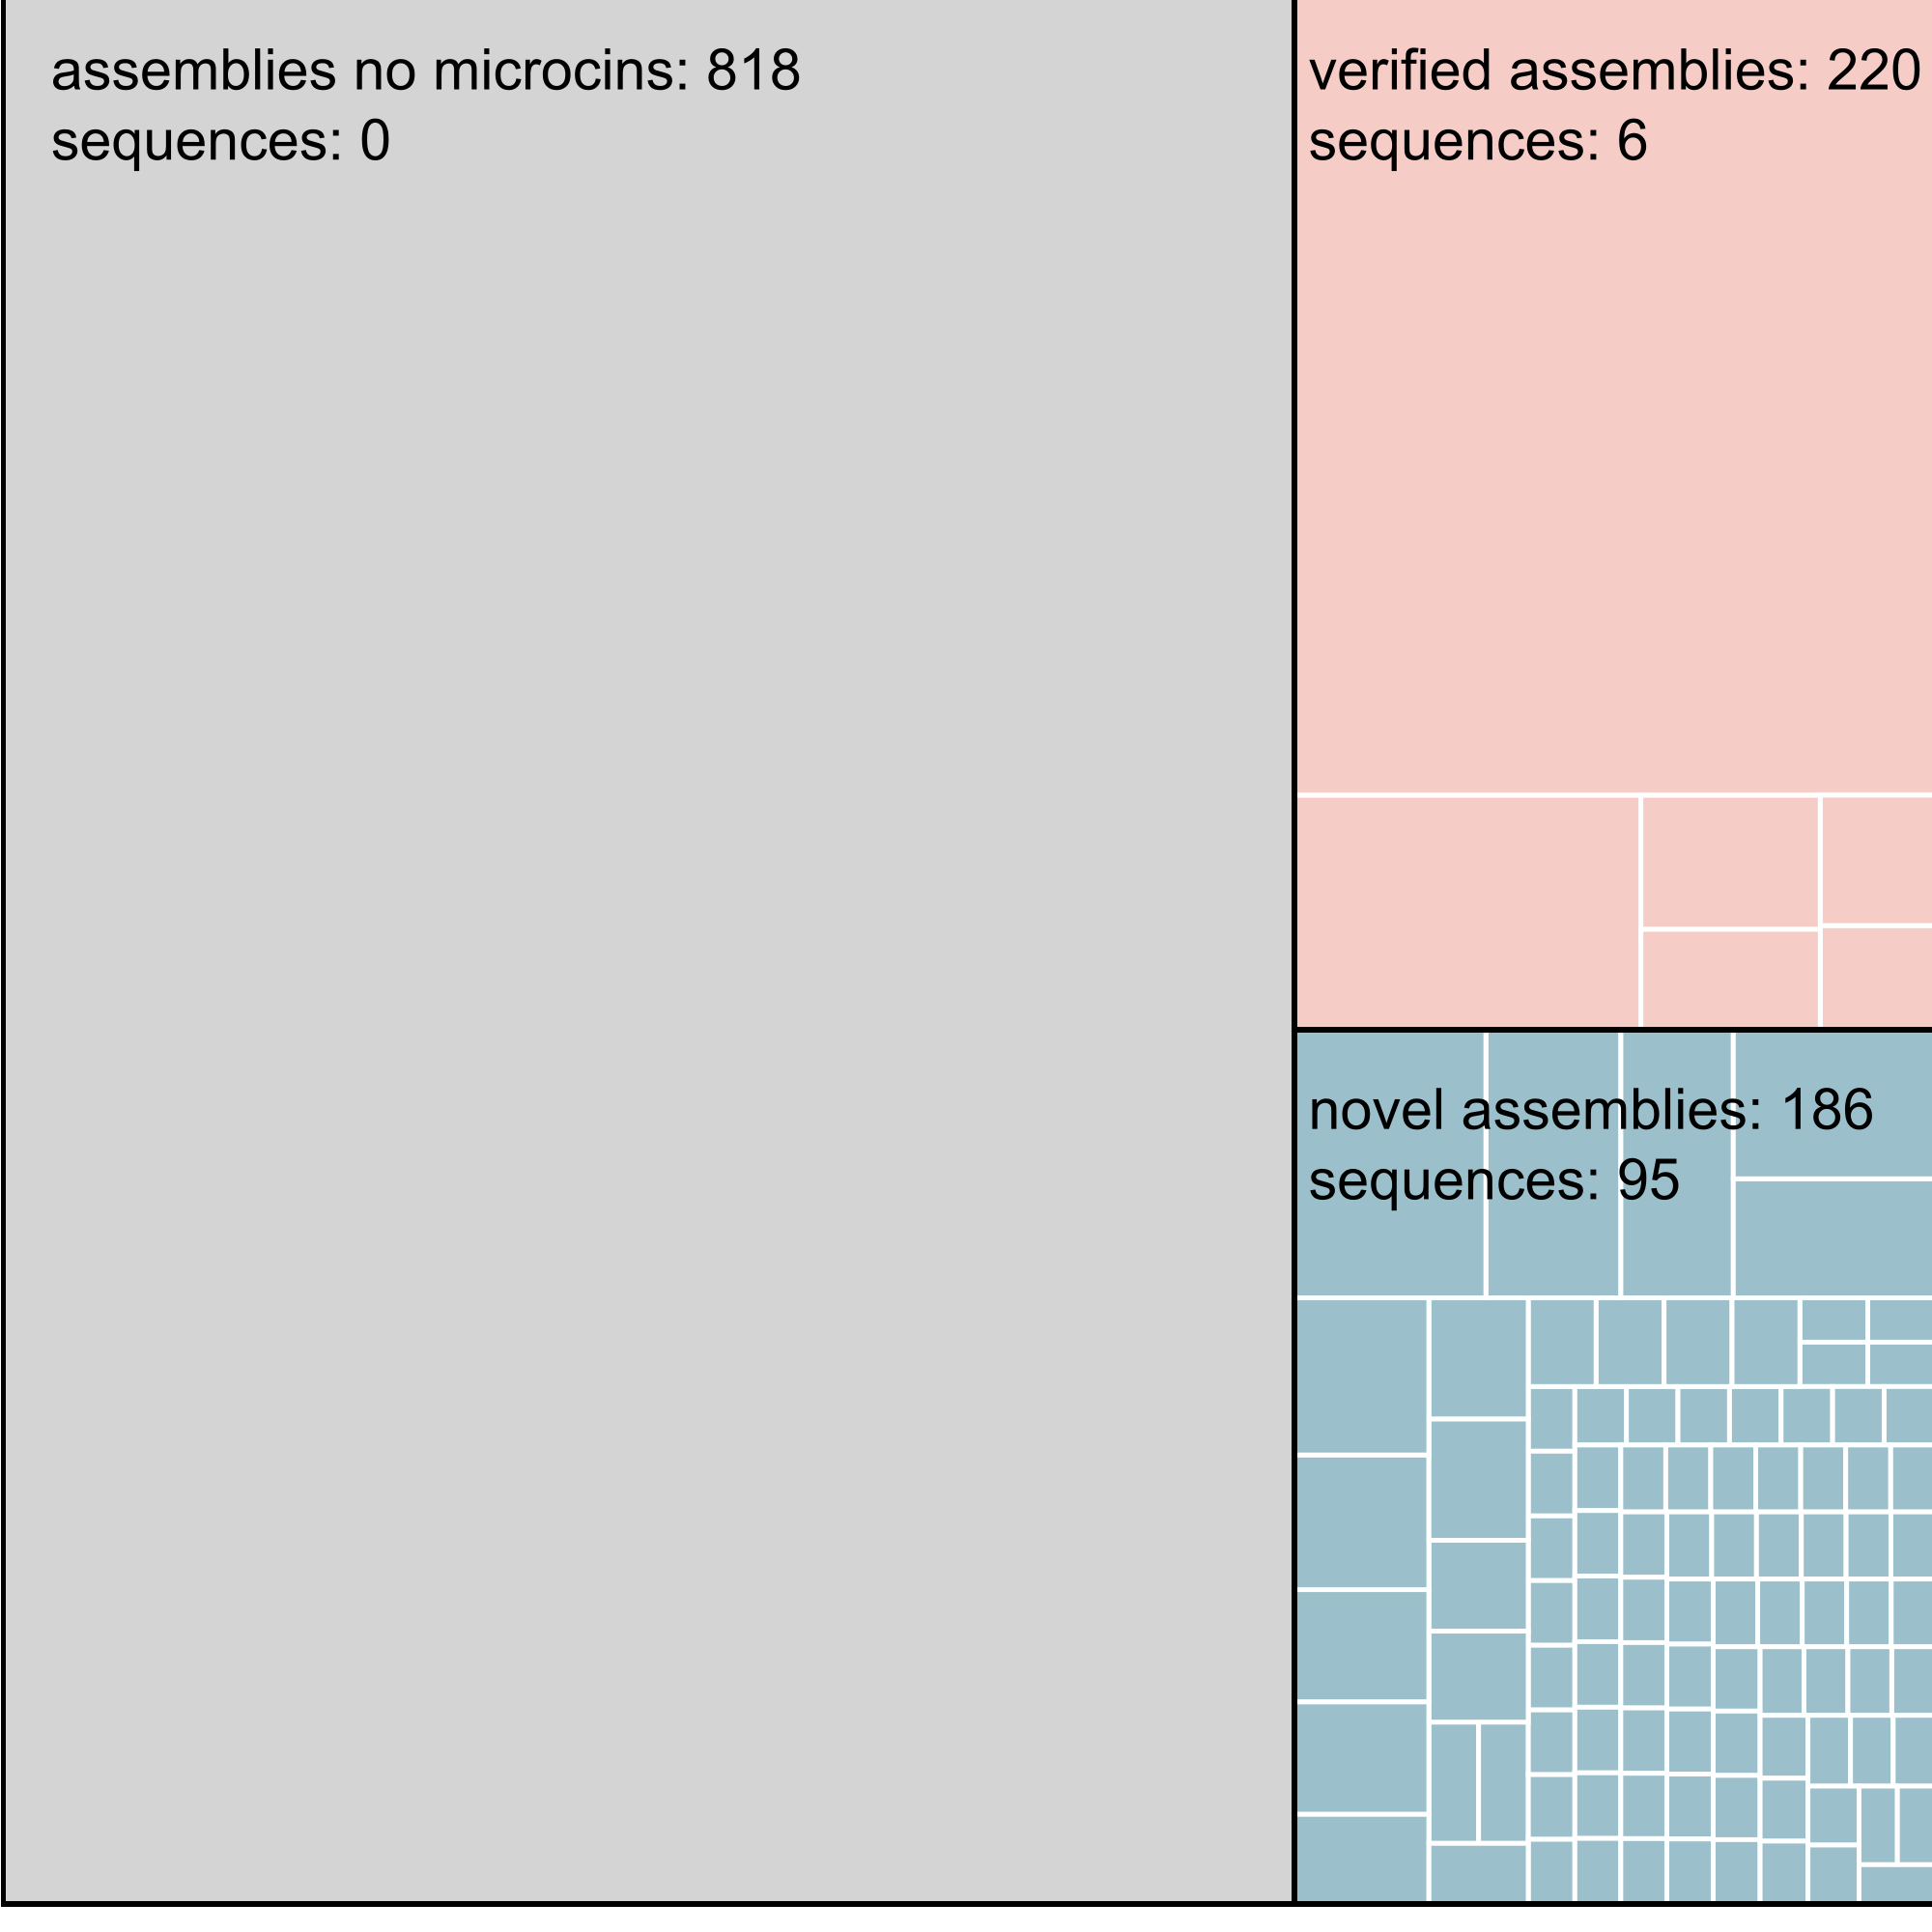 assemblies no microcins: 818
sequences: 0
verified assemblies: 220
sequences: 6
novel assemblies: 186
sequences: 95